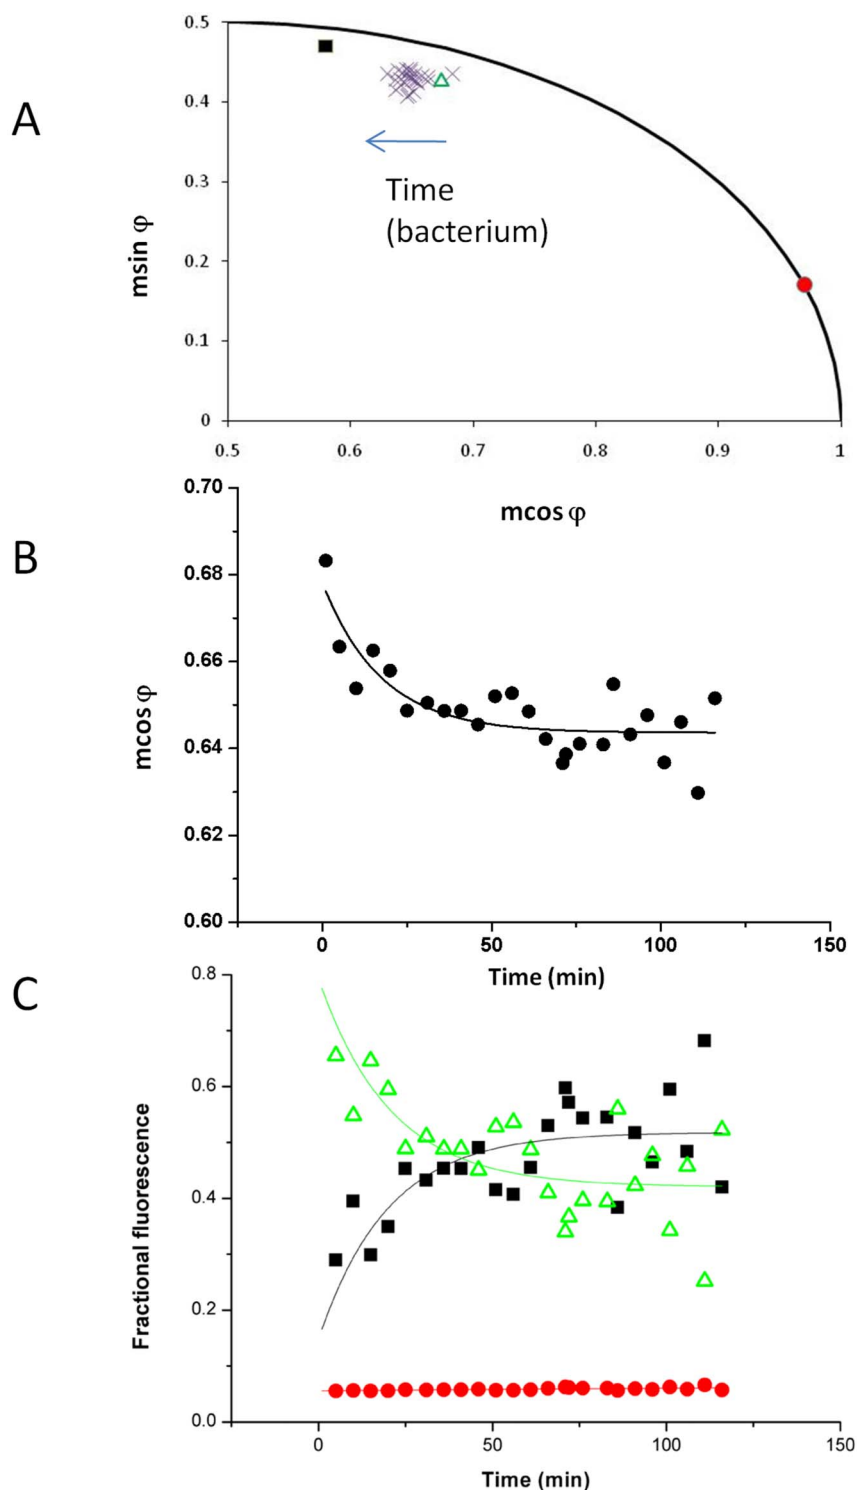 A
0.5
0.4
0.3
0.2
0.1
0
msin φ
Time
(bacterium)
0.5 0.6 0.7 0.8 0.9 1
mcos φ
B
0.70
0.68
0.66
0.64
0.62
0.60
mcos φ
0 50 100 150
Time (min)
C
0.8
0.6
0.4
0.2
0.0
Fractional fluorescence
0 50 100 150
Time (min)